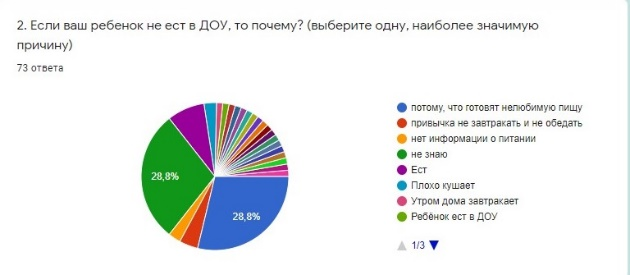 2. Если ваш ребенок не ест в ДОУ, то почему? (выберите одну, наиболее значимую
причину)
73 ответа
потому, что готовят нелюбимую пищу
привычка не завтракать и не обедать
нет информации о питании
не знаю
Ест
Плохо кушает
Утром дома завтракает
Ребёнок ест в ДОУ
28,8%
28,8%
1/3